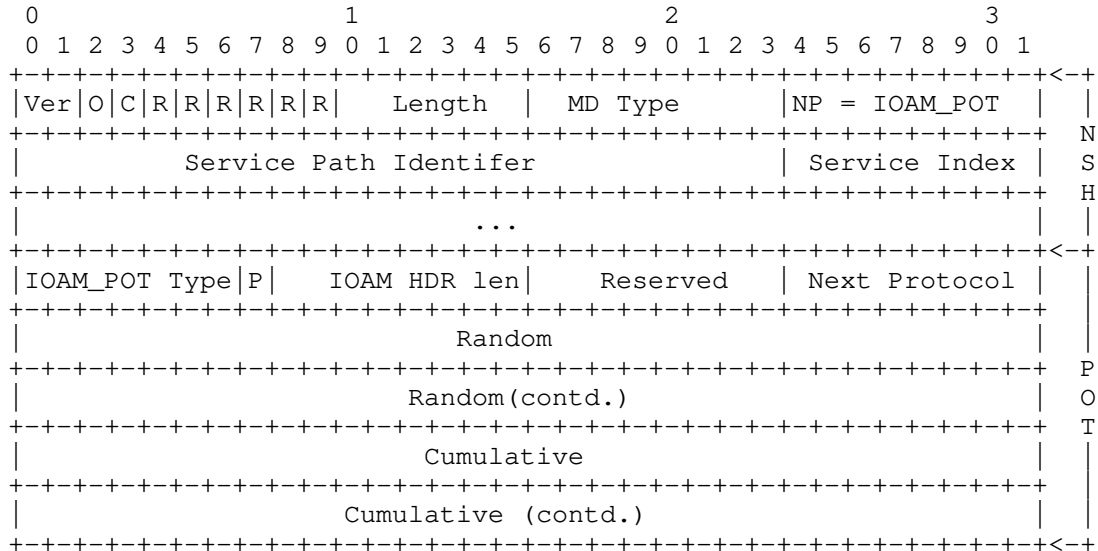 0                   1                   2                   3
 0 1 2 3 4 5 6 7 8 9 0 1 2 3 4 5 6 7 8 9 0 1 2 3 4 5 6 7 8 9 0 1
+-+-+-+-+-+-+-+-+-+-+-+-+-+-+-+-+-+-+-+-+-+-+-+-+-+-+-+-+-+-+-+-+<-+
|Ver|O|C|R|R|R|R|R|R|   Length  |  MD Type      |NP = IOAM_POT  |  |
+-+-+-+-+-+-+-+-+-+-+-+-+-+-+-+-+-+-+-+-+-+-+-+-+-+-+-+-+-+-+-+-+  N
|          Service Path Identifer               | Service Index |  S
+-+-+-+-+-+-+-+-+-+-+-+-+-+-+-+-+-+-+-+-+-+-+-+-+-+-+-+-+-+-+-+-+  H
|                            ...                                |  |
+-+-+-+-+-+-+-+-+-+-+-+-+-+-+-+-+-+-+-+-+-+-+-+-+-+-+-+-+-+-+-+-+<-+
|IOAM_POT Type|P|   IOAM HDR len|    Reserved   | Next Protocol |  |
+-+-+-+-+-+-+-+-+-+-+-+-+-+-+-+-+-+-+-+-+-+-+-+-+-+-+-+-+-+-+-+-+  |
|                           Random                              |  |
+-+-+-+-+-+-+-+-+-+-+-+-+-+-+-+-+-+-+-+-+-+-+-+-+-+-+-+-+-+-+-+-+  P
|                        Random(contd.)                         |  O
+-+-+-+-+-+-+-+-+-+-+-+-+-+-+-+-+-+-+-+-+-+-+-+-+-+-+-+-+-+-+-+-+  T
|                         Cumulative                            |  |
+-+-+-+-+-+-+-+-+-+-+-+-+-+-+-+-+-+-+-+-+-+-+-+-+-+-+-+-+-+-+-+-+  |
|                    Cumulative (contd.)                        |  |
+-+-+-+-+-+-+-+-+-+-+-+-+-+-+-+-+-+-+-+-+-+-+-+-+-+-+-+-+-+-+-+-+<-+